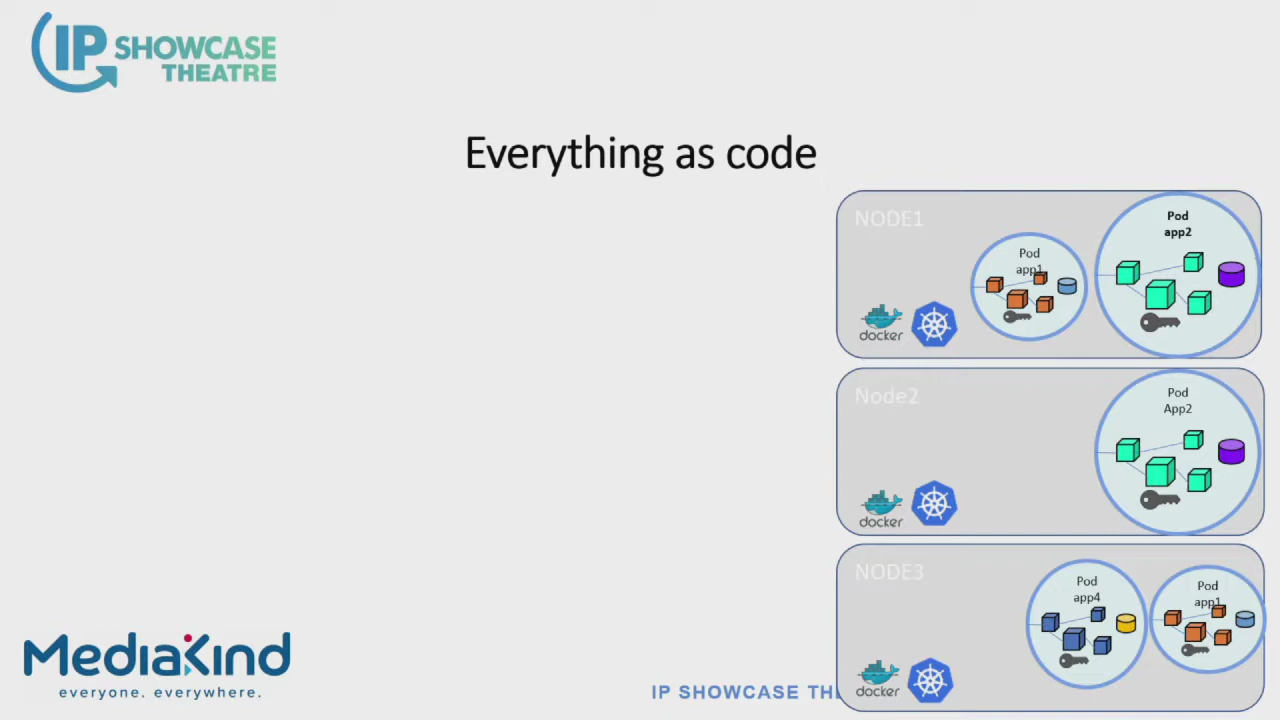 IP SHOWCASE
THEATRE
Everything as code
NODE1
Pod
app1
Pod
app2
docker
Node2
Pod
App2
docker
NODE3
Pod
app4
Pod
app1
docker
MediaKind
everyone. everywhere.
IP SHOWCASE